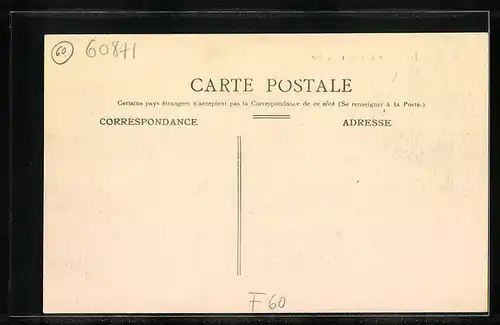 60 60841
CARTE POSTALE
Certains pays étrangers n'acceptent pas la Correspondance de ce côté (Se renseigner à la Poste.)
CORRESPONDANCE ADRESSE
F60